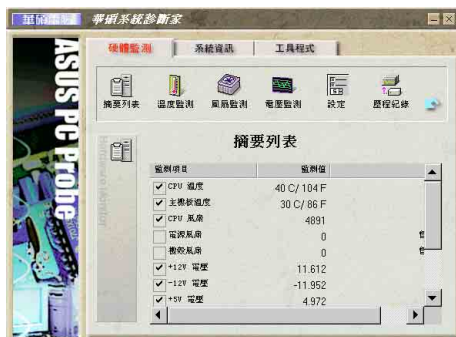 華碩系統診斷家
硬體監測 系統資訊 工具程式
ASUS PC Probe
摘要列表 溫度監測 風扇監測 電壓監測 設定 歷程紀錄
摘要列表
Hardware Monitor
監測項目 監測值
CPU 溫度 40 C/ 104 F
主機板溫度 30 C/ 86 F
CPU 風扇 4891
電源風扇 0
機殼風扇 0
+12V 電壓 11.612
-12V 電壓 -11.952
+5V 電壓 4.972